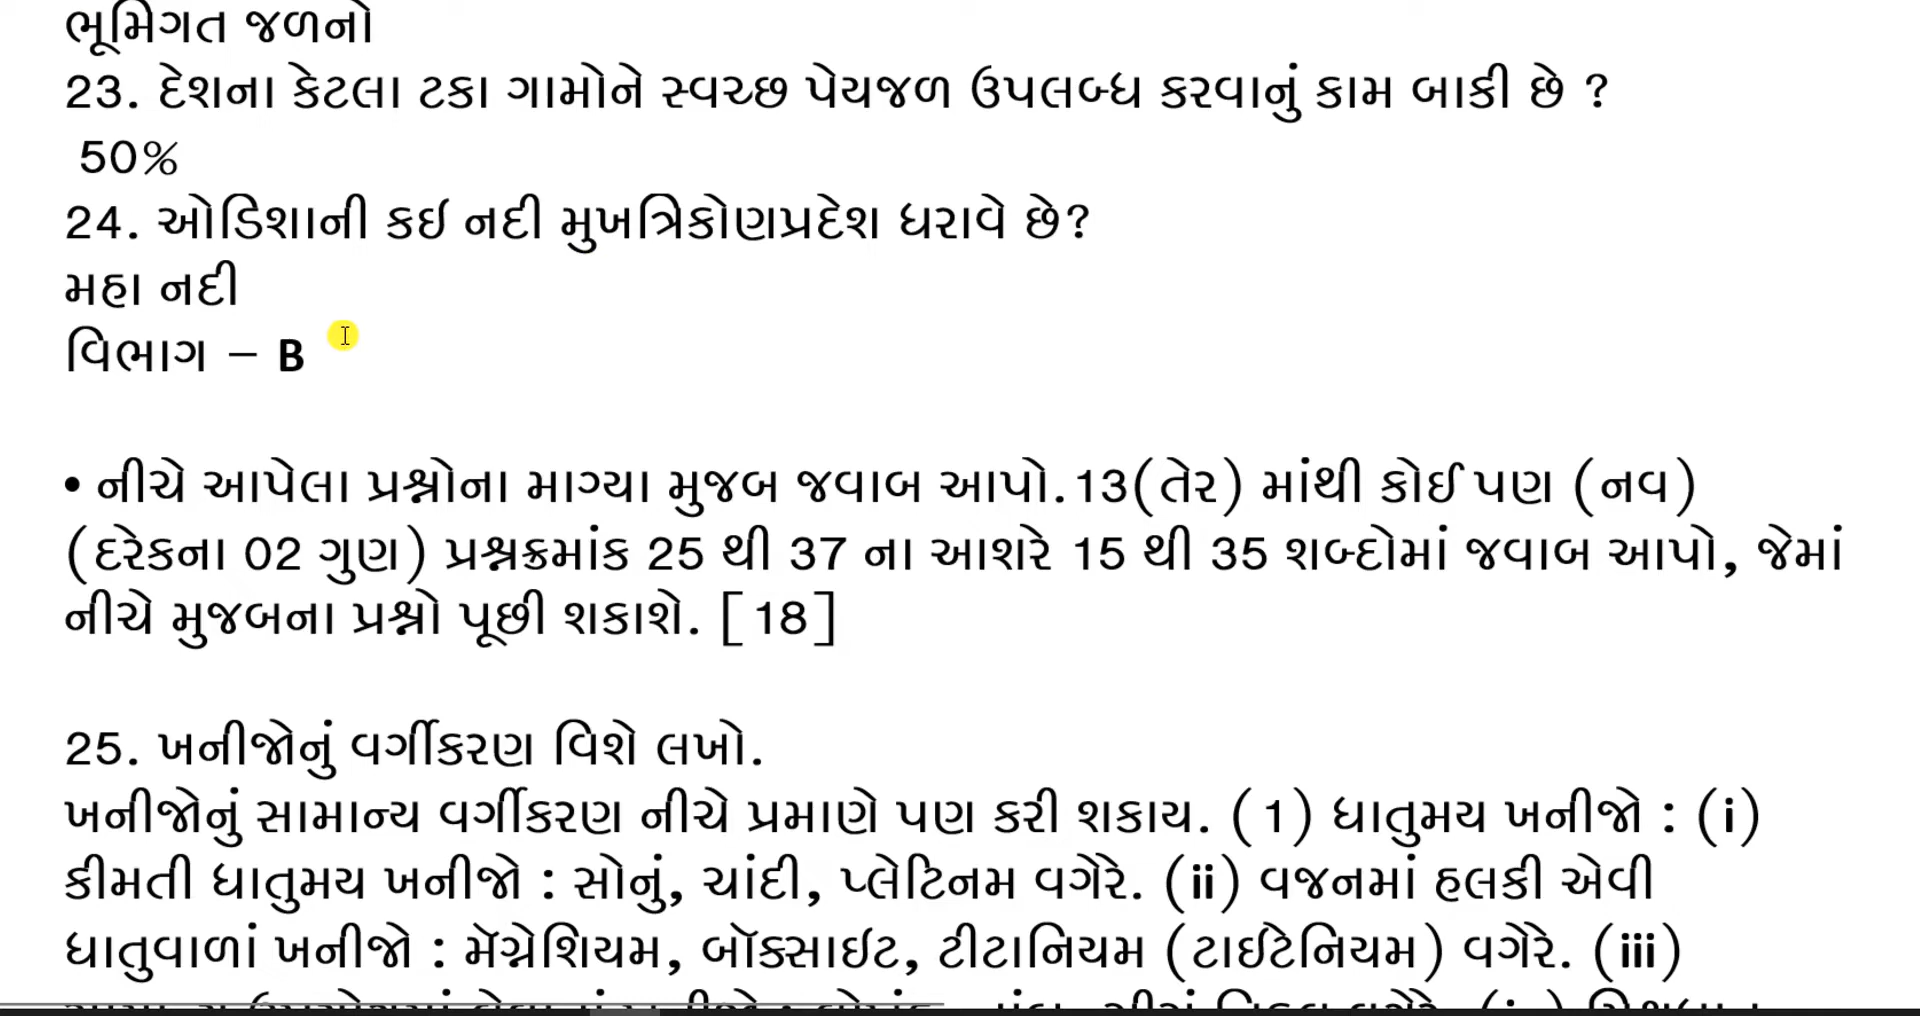 ભૂમિગત જળનો
23. દેશના કેટલા ટકા ગામોને સ્વચ્છ પેયજળ ઉપલબ્ધ કરવાનું કામ બાકી છે ?
50%
24. ઓડિશાની કઈ નદી મુખત્રિકોણપ્રદેશ ધરાવે છે?
મહા નદી
વિભાગ – B
• નીચે આપેલા પ્રશ્નોના માગ્યા મુજબ જવાબ આપો.13(તેર) માંથી કોઈ પણ (નવ)
(દરેકના 02 ગુણ) પ્રશ્નક્રમાંક 25 થી 37 ના આશરે 15 થી 35 શબ્દોમાં જવાબ આપો, જેમાં
નીચે મુજબના પ્રશ્નો પૂછી શકાશે. [18]
25. ખનીજોનું વર્ગીકરણ વિશે લખો.
ખનીજોનું સામાન્ય વર્ગીકરણ નીચે પ્રમાણે પણ કરી શકાય. (1) ધાતુમય ખનીજો : (i)
કીમતી ધાતુમય ખનીજો : સોનું, ચાંદી, પ્લેટિનમ વગેરે. (ii) વજનમાં હલકી એવી
ધાતુવાળાં ખનીજો : મૅગ્નેશિયમ, બૉક્સાઈટ, ટીટાનિયમ (ટાઈટેનિયમ) વગેરે. (iii)